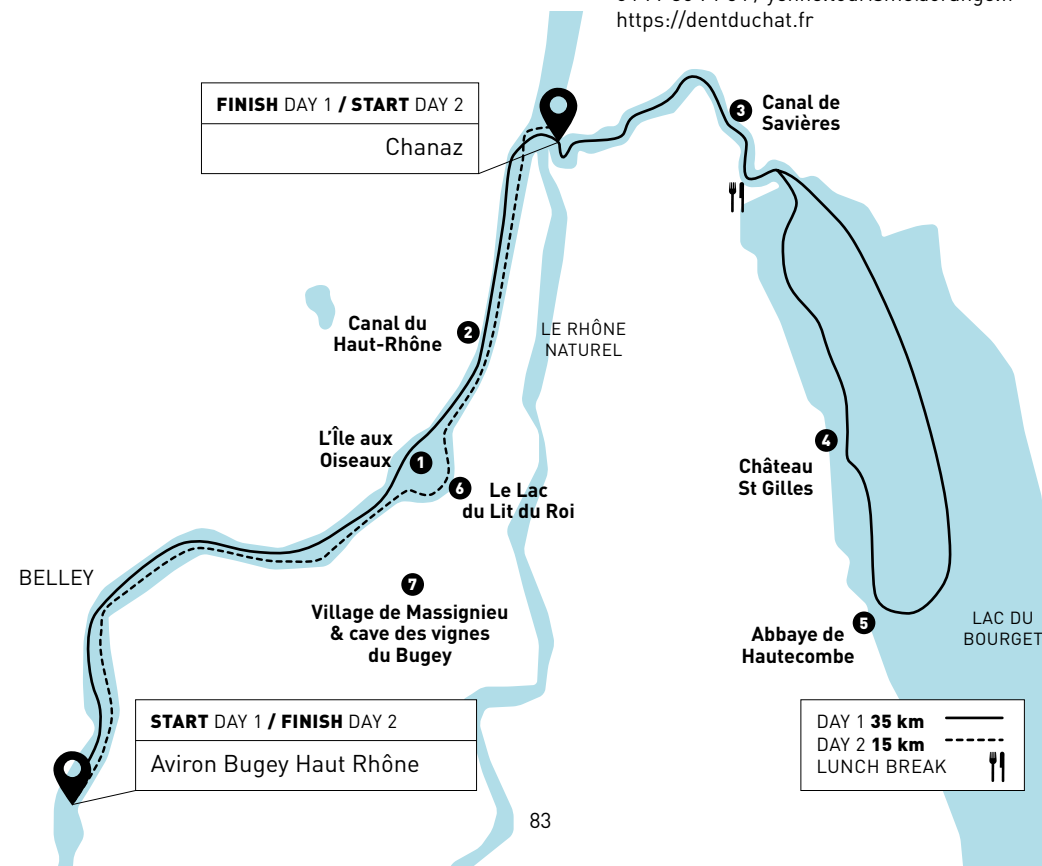 https://dentduchat.fr
FINISH DAY 1 / START DAY 2
Chanaz
3 Canal de
Savières
Canal du
Haut-Rhône 2
LE RHÔNE
NATUREL
L'Île aux
Oiseaux 1
6 Le Lac
du Lit du Roi
4
Château
St Gilles
BELLEY
7
Village de Massignieu
& cave des vignes
du Bugey
5
Abbaye de
Hautecombe
LAC DU
BOURGET
START DAY 1 / FINISH DAY 2
Aviron Bugey Haut Rhône
DAY 1 35 km
DAY 2 15 km
LUNCH BREAK
83